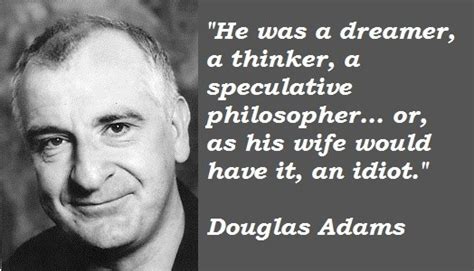 "He was a dreamer,
a thinker, a
speculative
philosopher... or,
as his wife would
have it, an idiot."
Douglas Adams